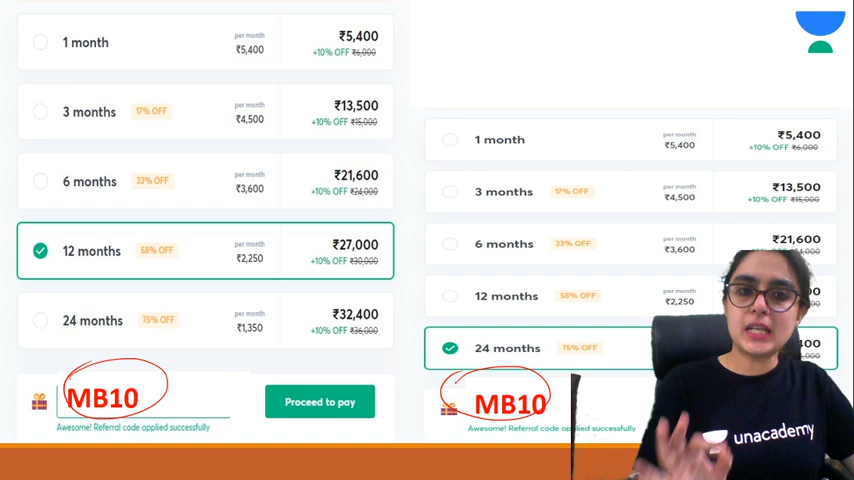 1 month
per month
₹5,400
₹5,400
+10% OFF ₹6,000
3 months 17% OFF
per month
₹4,500
₹13,500
+10% OFF ₹15,000
6 months 33% OFF
per month
₹3,600
₹21,600
+10% OFF ₹24,000
12 months 58% OFF
per month
₹2,250
₹27,000
+10% OFF ₹30,000
24 months 75% OFF
per month
₹1,350
₹32,400
+10% OFF ₹36,000
MB10
Proceed to pay
Awesome! Referral code applied successfully
1 month
per month
₹5,400
₹5,400
+10% OFF ₹6,000
3 months 17% OFF
per month
₹4,500
₹13,500
+10% OFF ₹15,000
6 months 33% OFF
per month
₹3,600
₹21,600
12 months 58% OFF
per month
₹2,250
24 months 75% OFF
MB10
Awesome! Referral code applied successfully
unacademy